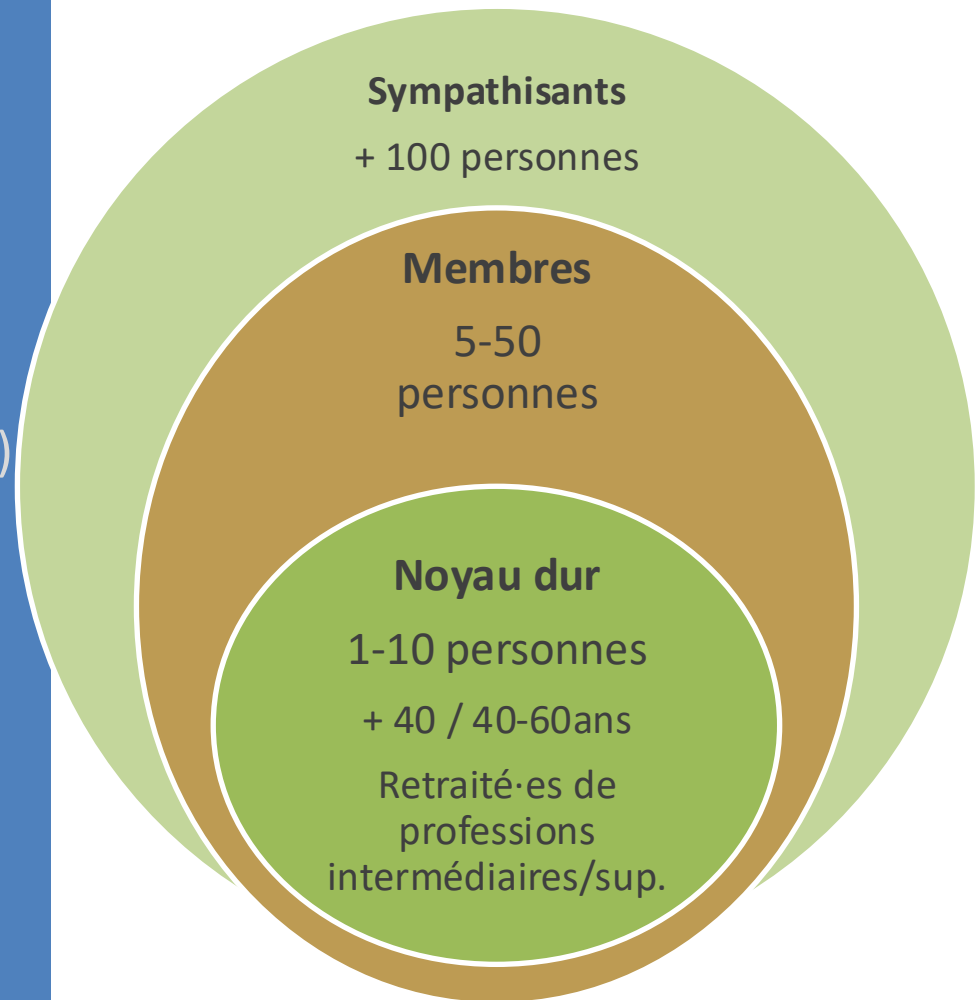 Sympathisants
+ 100 personnes
Membres
5-50
personnes
)
Noyau dur
1-10 personnes
+ 40 / 40-60ans
Retraité·es de
professions
intermédiaires/sup.